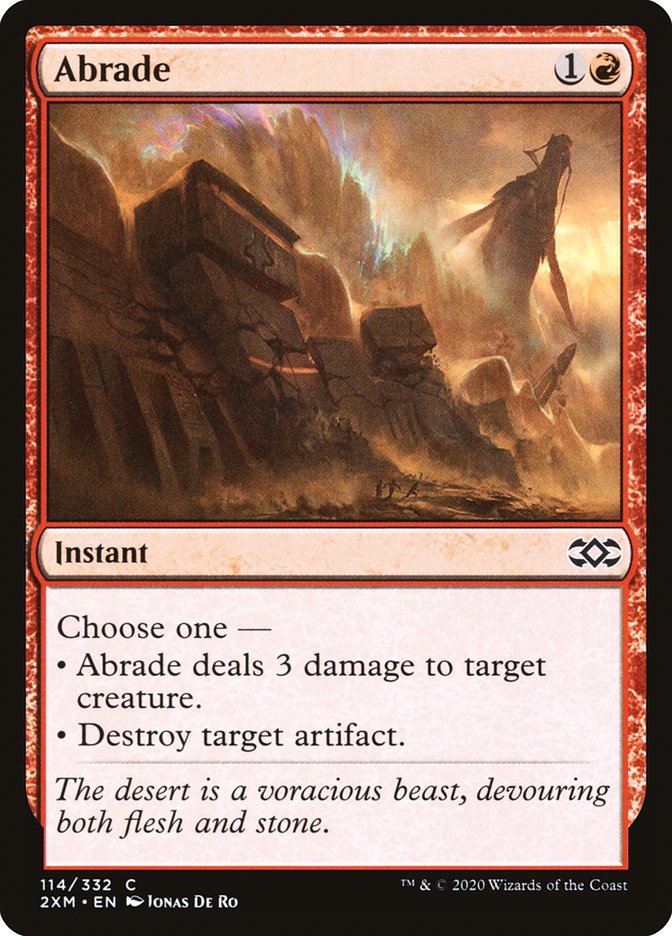 Abrade
1
Instant
Choose one —
• Abrade deals 3 damage to target
creature.
• Destroy target artifact.
The desert is a voracious beast, devouring
both flesh and stone.
114/332 C
2XM • EN Jonas De Ro
™ & © 2020 Wizards of the Coast